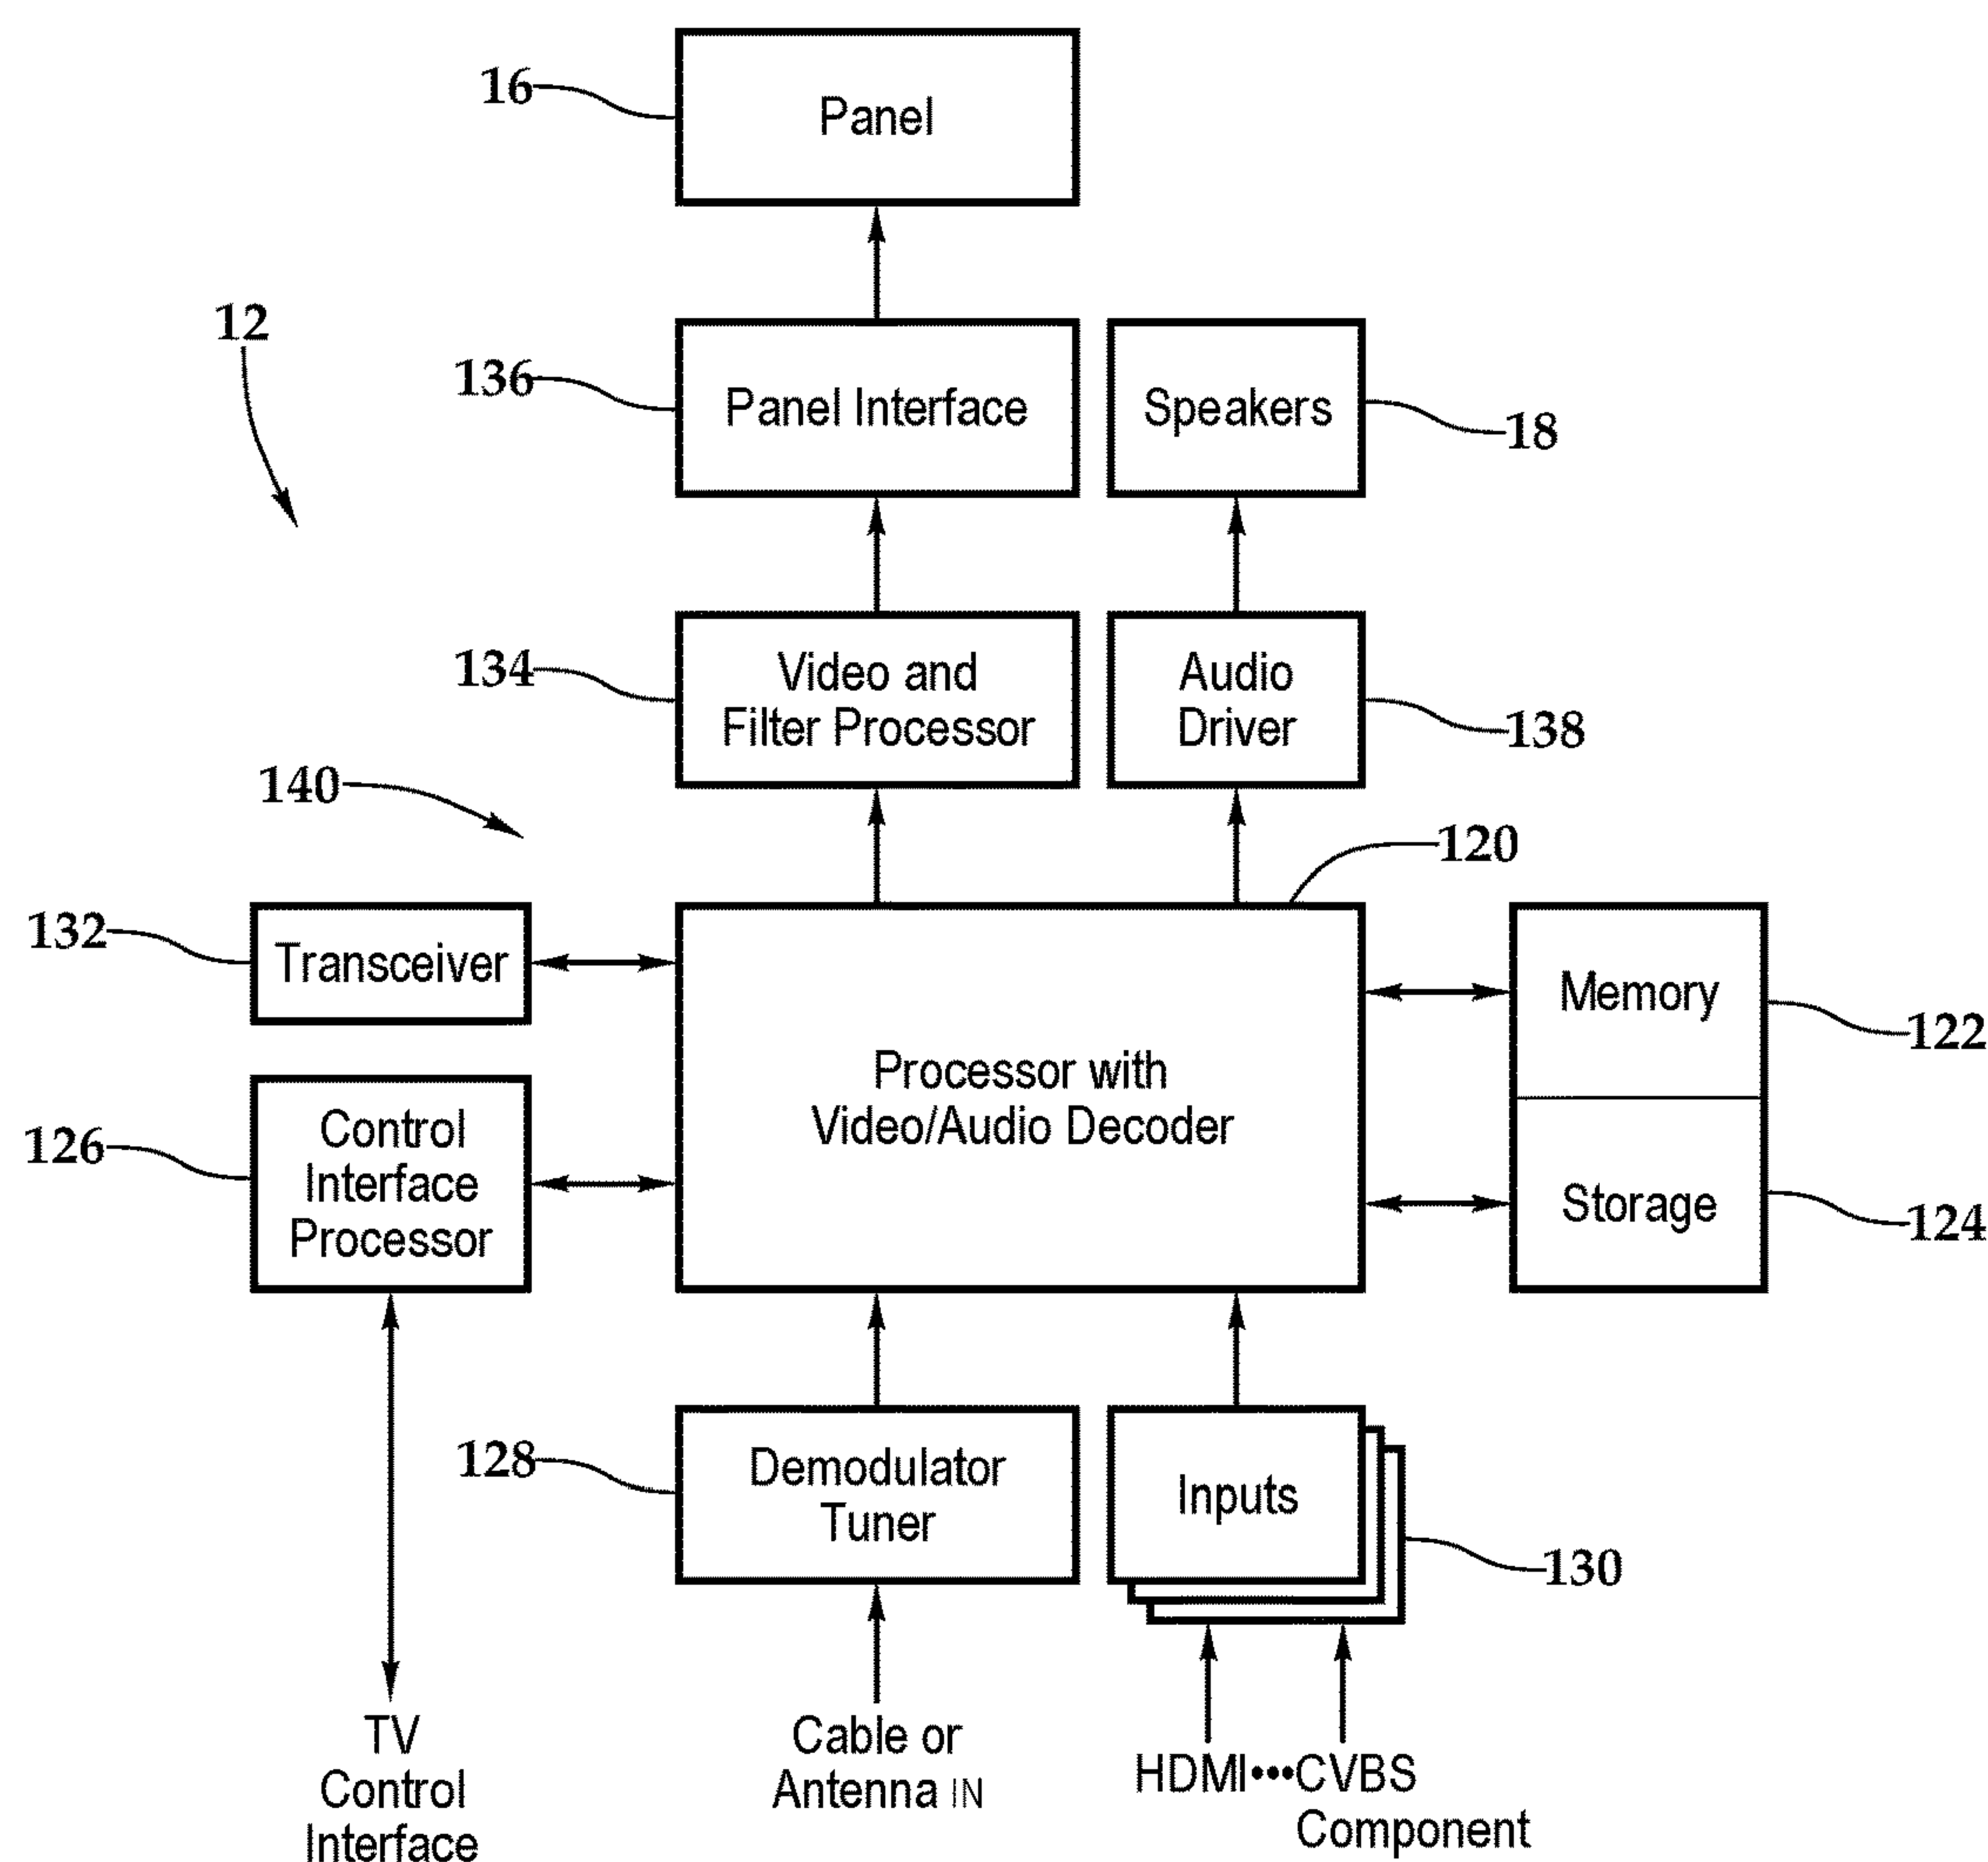 16
Panel
12
136
Panel Interface
Speakers
18
134
Video and
Filter Processor
Audio
Driver
138
140
120
132
Transceiver
Memory
122
Processor with
Video/Audio Decoder
126
Control
Interface
Processor
Storage
124
128
Demodulator
Tuner
Inputs
130
TV
Control
Interface
Cable or
Antenna IN
HDMI•••CVBS
Component